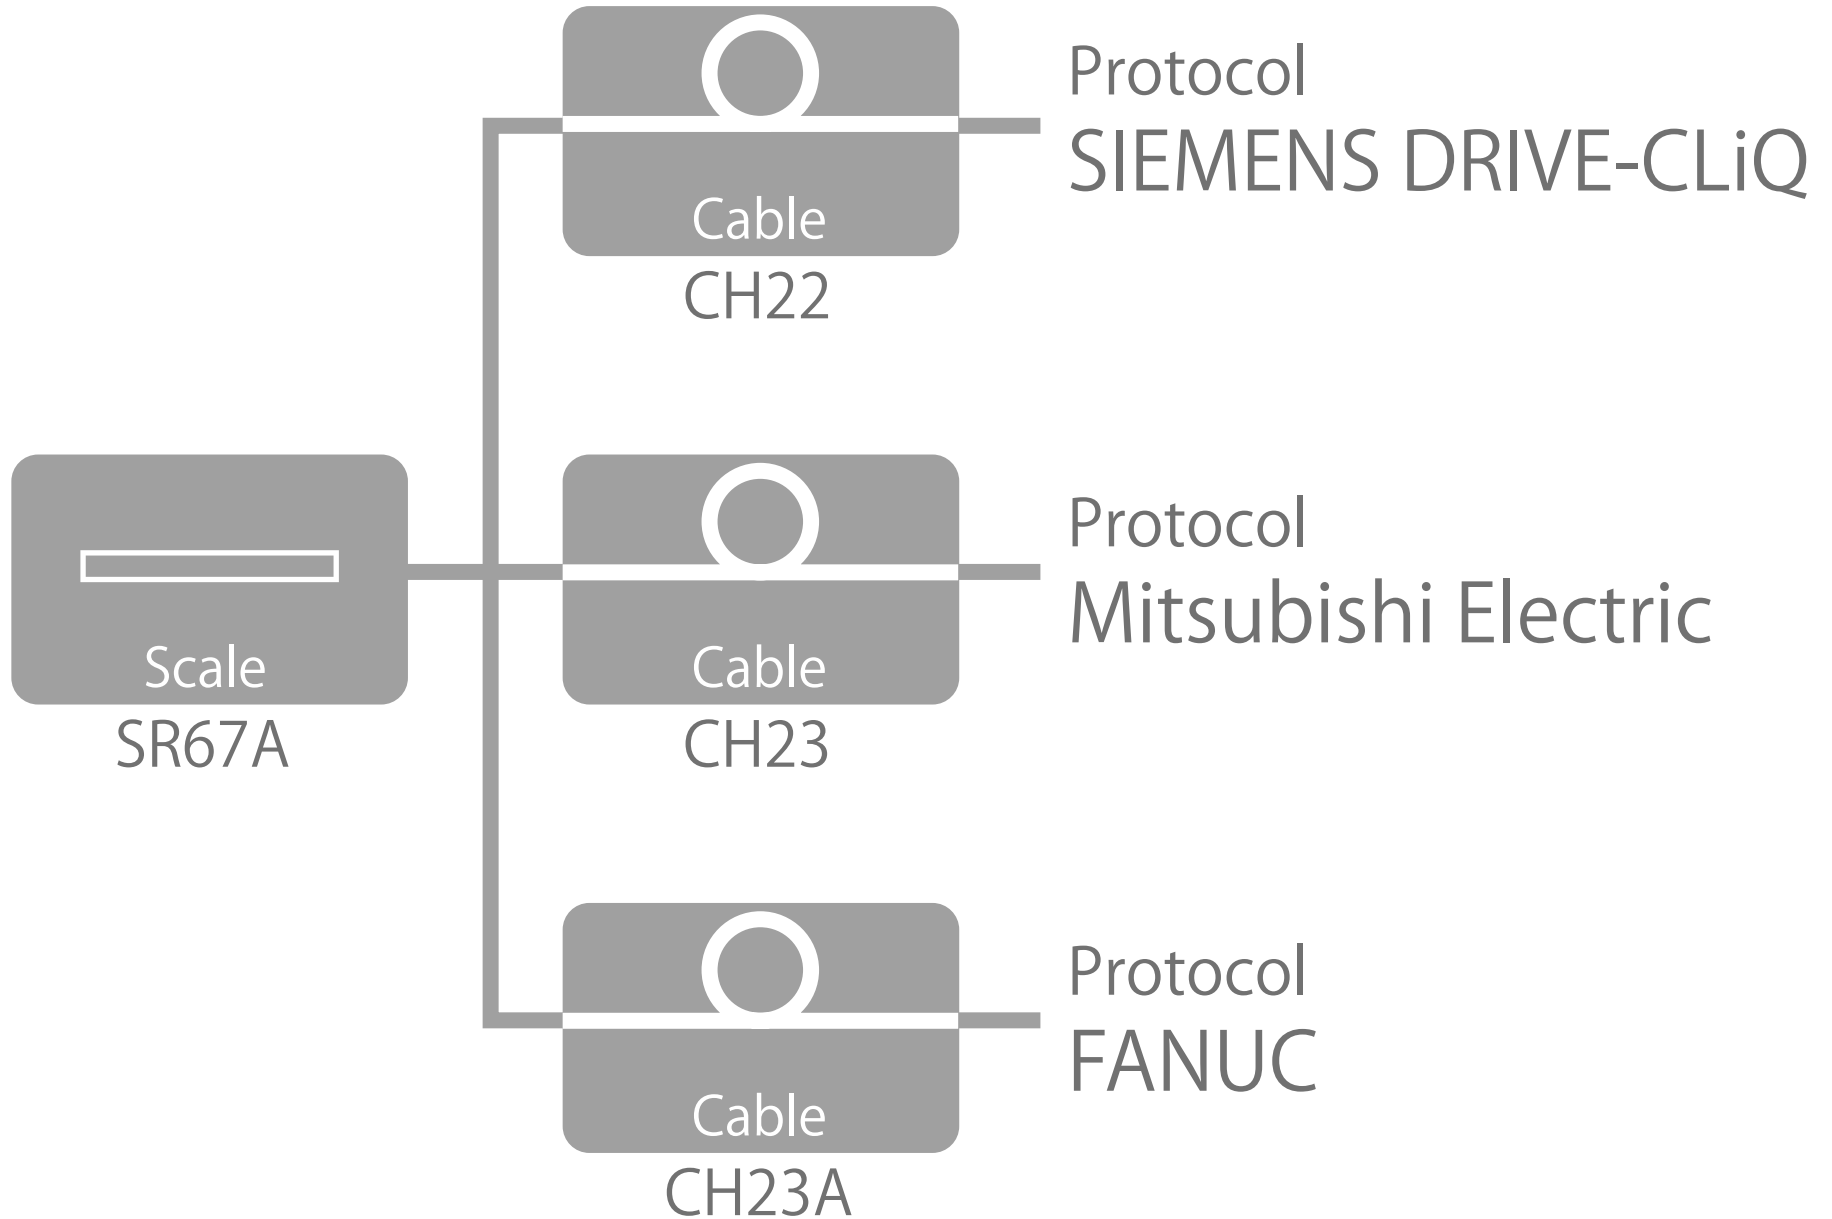 Protocol
SIEMENS DRIVE-CLiQ
Cable
CH22
Protocol
Mitsubishi Electric
Scale
SR67A
Cable
CH23
Protocol
FANUC
Cable
CH23A